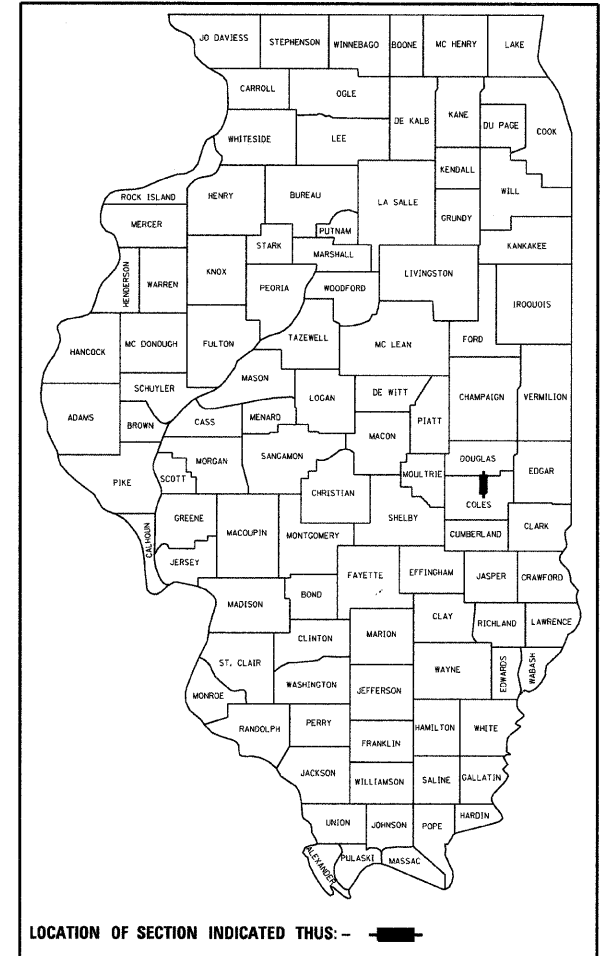 JO DAVIESS STEPHENSON WINNEBAGO BOONE MC HENRY LAKE
CARROLL OGLE
DE KALB KANE DU PAGE COOK
WHITESIDE LEE
KENDALL WILL
ROCK ISLAND HENRY BUREAU LA SALLE GRUNDY
MERCER PUTNAM
STARK MARSHALL KANKAKEE
HENDERSON WARREN KNOX PEORIA WOODFORD LIVINGSTON IROQUOIS
HANCOCK MC DONOUGH FULTON TAZEWELL MC LEAN FORD
SCHUYLER MASON LOGAN DE WITT CHAMPAIGN VERMILION
ADAMS BROWN CASS MENARD MACON PIATT
MORGAN SANGAMON DOUGLAS EDGAR
PIKE SCOTT CHRISTIAN MOULTRIE
GREENE MACOUPIN MONTGOMERY SHELBY COLES
CALHOUN JERSEY CUMBERLAND CLARK
MADISON BOND FAYETTE EFFINGHAM JASPER CRAWFORD
CLINTON MARION CLAY RICHLAND LAWRENCE
ST. CLAIR WAYNE EDWARDS WABASH
MONROE WASHINGTON JEFFERSON
RANDOLPH PERRY HAMILTON WHITE
FRANKLIN
JACKSON WILLIAMSON SALINE GALLATIN
UNION JOHNSON POPE HARDIN
ALEXANDER PULASKI MASSAC
LOCATION OF SECTION INDICATED THUS: –